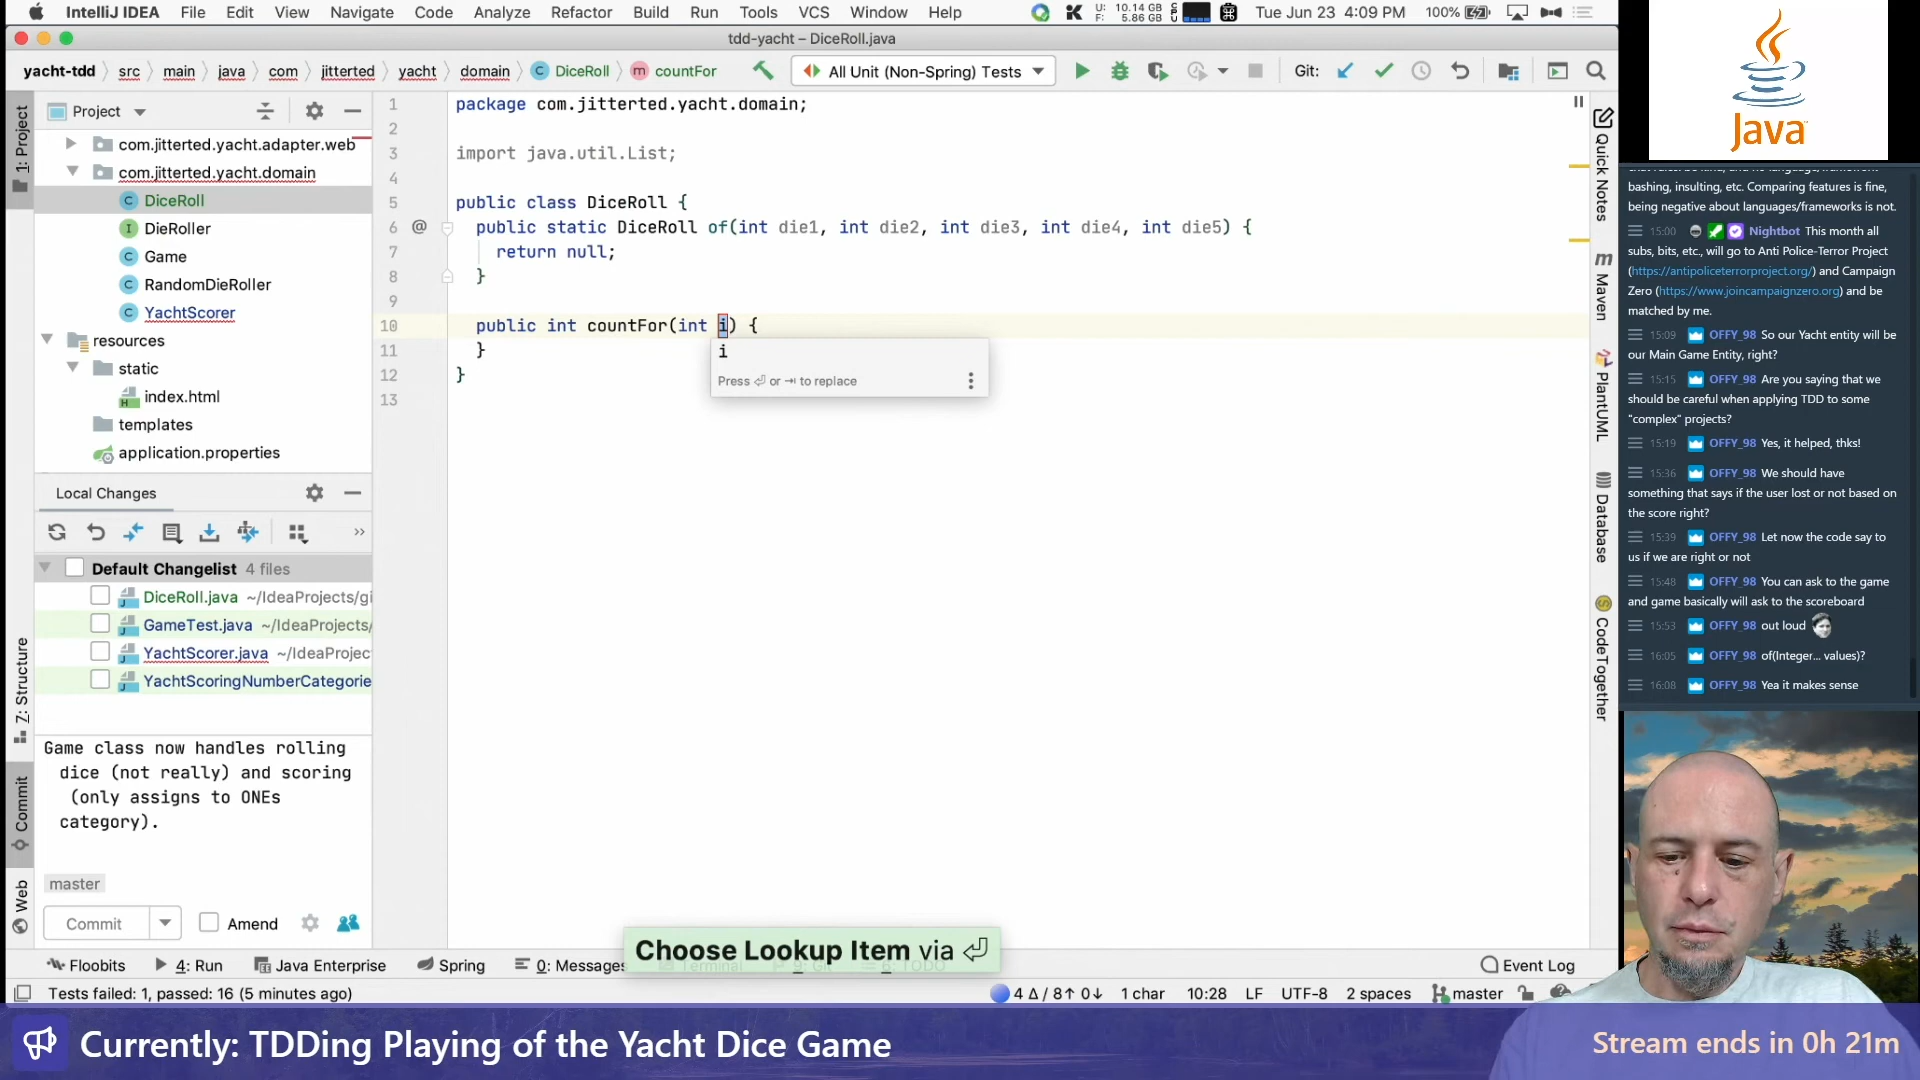 IntelliJ IDEA File Edit View Navigate Code Analyze Refactor Build Run Tools VCS Window Help
U: 10.14 GB
F: 5.86 GB
Tue Jun 23 4:09 PM 100%
tdd-yacht – DiceRoll.java
yacht-tdd src main java com jitterted yacht domain DiceRoll countFor
All Unit (Non-Spring) Tests
Git:
1: Project
Z: Structure
Commit
Web
Project
com.jitterted.yacht.adapter.web
com.jitterted.yacht.domain
DiceRoll
DieRoller
Game
RandomDieRoller
YachtScorer
resources
static
index.html
templates
application.properties
Local Changes
Default Changelist 4 files
DiceRoll.java ~/IdeaProjects/gi
GameTest.java ~/IdeaProjects/
YachtScorer.java ~/IdeaProjec
YachtScoringNumberCategorie
Game class now handles rolling
dice (not really) and scoring
(only assigns to ONEs
category).
master
Commit
Amend
1 package com.jitterted.yacht.domain;
2
3 import java.util.List;
4
5 public class DiceRoll {
6 @ public static DiceRoll of(int die1, int die2, int die3, int die4, int die5) {
7 return null;
8 }
9
10 public int countFor(int i) {
11 }
12 }
13
i
Press ⏎ or ⇥ to replace
Quick Notes
Maven
PlantUML
Database
CodeTogether
Choose Lookup Item via ⏎
Floobits 4: Run Java Enterprise Spring 0: Messages
Event Log
Tests failed: 1, passed: 16 (5 minutes ago)
4 Δ / 8↑ 0↓ 1 char 10:28 LF UTF-8 2 spaces master
Java
bashing, insulting, etc. Comparing features is fine,
being negative about languages/frameworks is not.
15:00 Nightbot This month all
subs, bits, etc., will go to Anti Police-Terror Project
(https://antipoliceterrorproject.org/) and Campaign
Zero (https://www.joincampaignzero.org) and be
matched by me.
15:09 OFFY_98 So our Yacht entity will be
our Main Game Entity, right?
15:15 OFFY_98 Are you saying that we
should be careful when applying TDD to some
"complex" projects?
15:19 OFFY_98 Yes, it helped, thks!
15:36 OFFY_98 We should have
something that says if the user lost or not based on
the score right?
15:39 OFFY_98 Let now the code say to
us if we are right or not
15:48 OFFY_98 You can ask to the game
and game basically will ask to the scoreboard
15:53 OFFY_98 out loud
16:05 OFFY_98 of(Integer... values)?
16:08 OFFY_98 Yea it makes sense
Currently: TDDing Playing of the Yacht Dice Game
Stream ends in 0h 21m